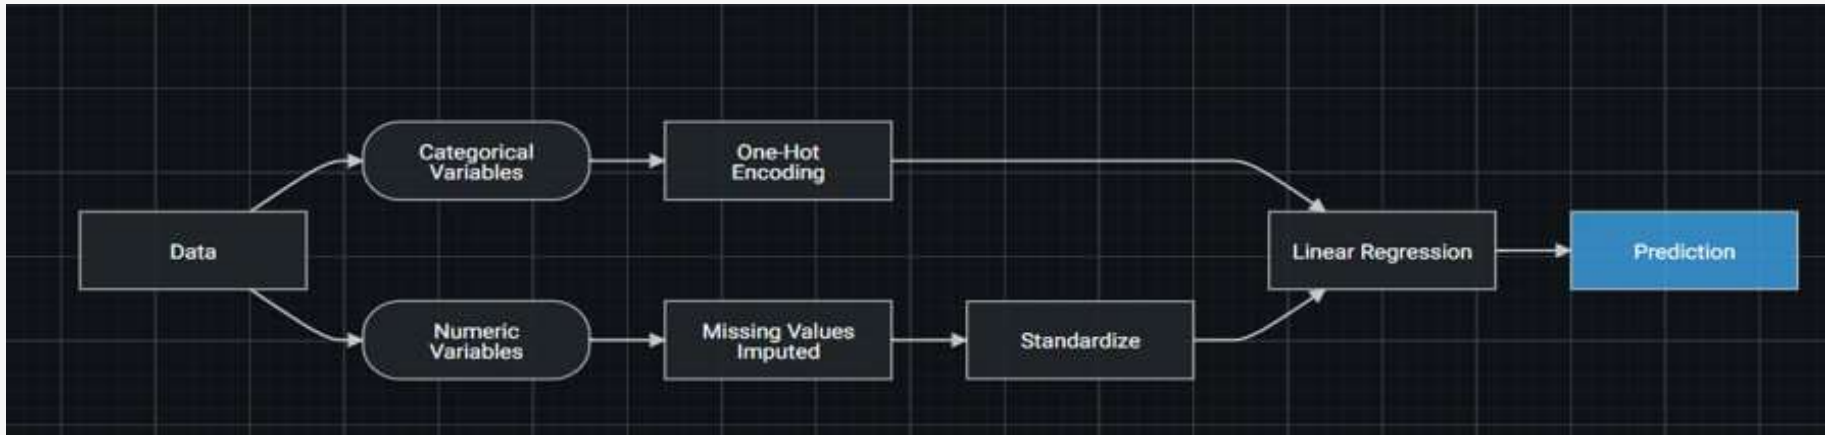 Categorical
Variables
One-Hot
Encoding
Data
Linear Regression
Prediction
Numeric
Variables
Missing Values
Imputed
Standardize